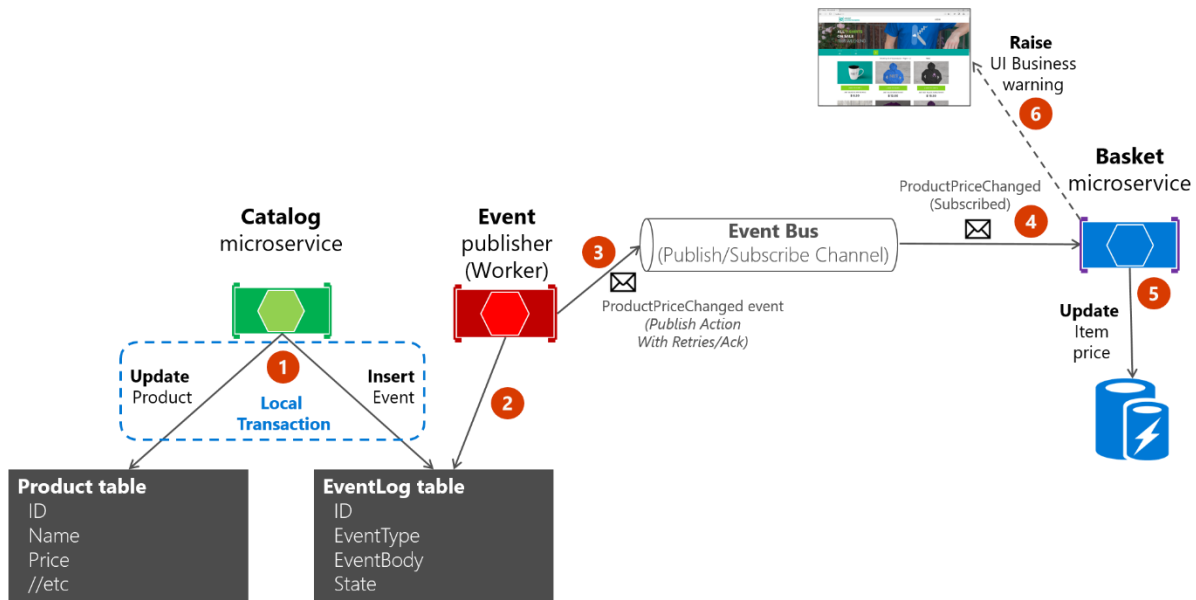 Raise
UI Business
warning
6
Basket
microservice
ProductPriceChanged
(Subscribed)
4
Catalog
microservice
Event
publisher
(Worker)
3
Event Bus
(Publish/Subscribe Channel)
ProductPriceChanged event
(Publish Action
With Retries/Ack)
5
Update
Item
price
1
Update
Product
Insert
Event
Local
Transaction
2
Product table
ID
Name
Price
//etc
EventLog table
ID
EventType
EventBody
State